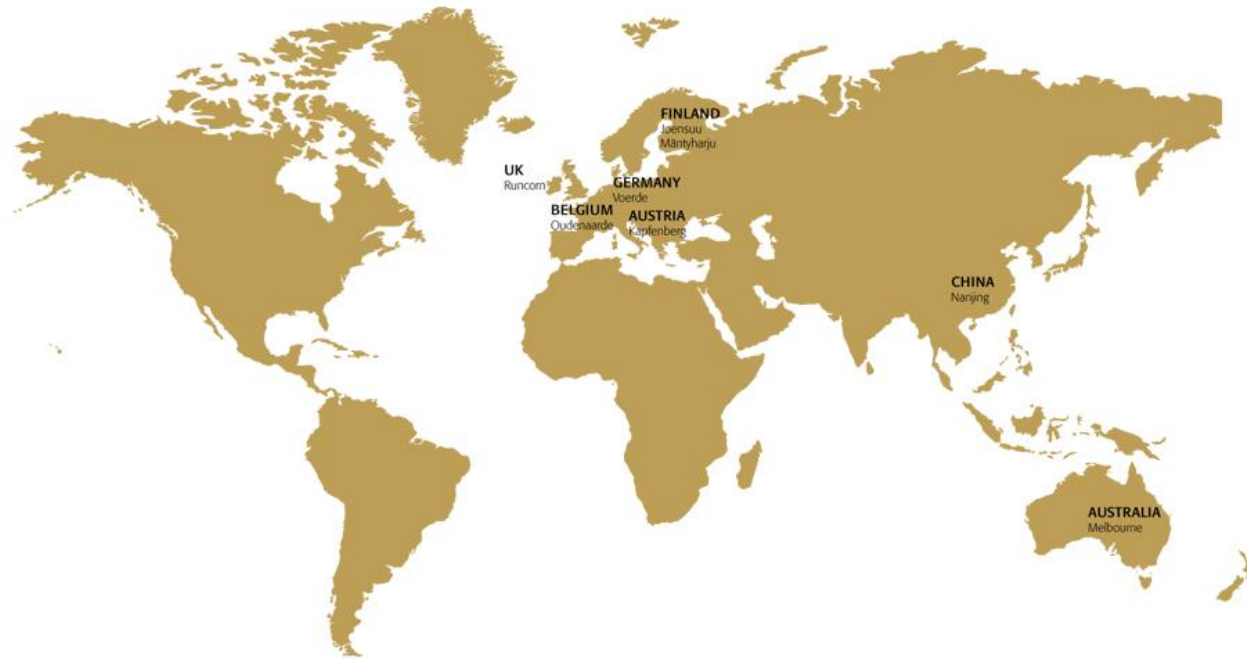 FINLAND
Joensuu
Mäntyharju
UK
Runcorn
GERMANY
Voerde
BELGIUM
Oudenaarde
AUSTRIA
Kapfenberg
CHINA
Nanjing
AUSTRALIA
Melbourne